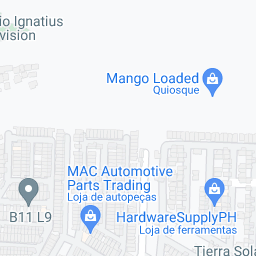 io Ignatius
vision
Mango Loaded
Quiosque
MAC Automotive
Parts Trading
Loja de autopeças
B11 L9
HardwareSupplyPH
Loja de ferramentas
Tierra Sola